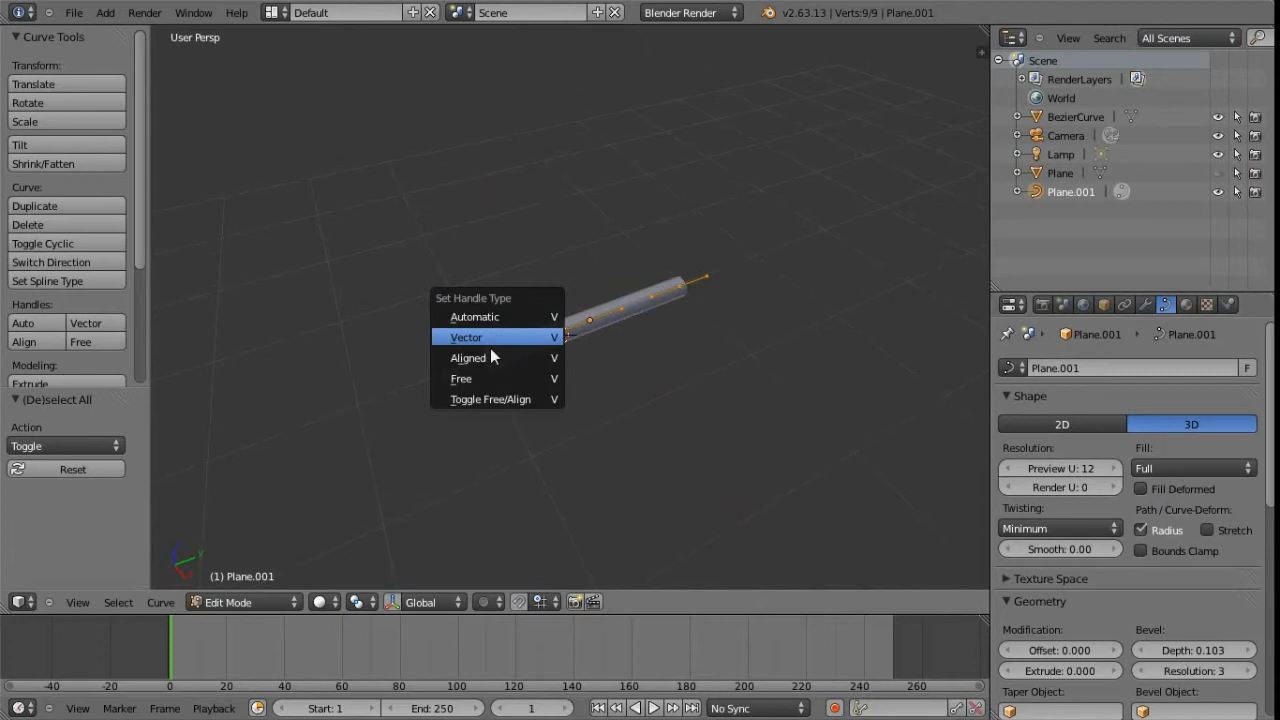 File Add Render Window Help Default Scene Blender Render v2.63.13 | Verts:9/9 | Plane.001
Curve Tools
Transform:
Translate
Rotate
Scale
Tilt
Shrink/Fatten
Curve:
Duplicate
Delete
Toggle Cyclic
Switch Direction
Set Spline Type
Handles:
Auto Vector
Align Free
Extrude
(De)select All
Action
Toggle
Reset
User Persp
Set Handle Type
Automatic V
Vector V
Aligned V
Free V
Toggle Free/Align V
(1) Plane.001
View Select Curve Edit Mode Global
-40 -20 0 20 40 60 80 100 120 140 160 180 200 220 240 260
View Marker Frame Playback Start: 1 End: 250 1 No Sync
View Search All Scenes
Scene
RenderLayers |
World
BezierCurve |
Camera |
Lamp |
Plane |
Plane.001 |
Plane.001 Plane.001
Plane.001 F
Shape
2D 3D
Resolution: Fill:
Preview U: 12 Full
Render U: 0 Fill Deformed
Twisting: Path / Curve-Deform:
Minimum Radius Stretch
Smooth: 0.00 Bounds Clamp
Texture Space
Geometry
Modification: Bevel:
Offset: 0.000 Depth: 0.103
Extrude: 0.000 Resolution: 3
Taper Object: Bevel Object: